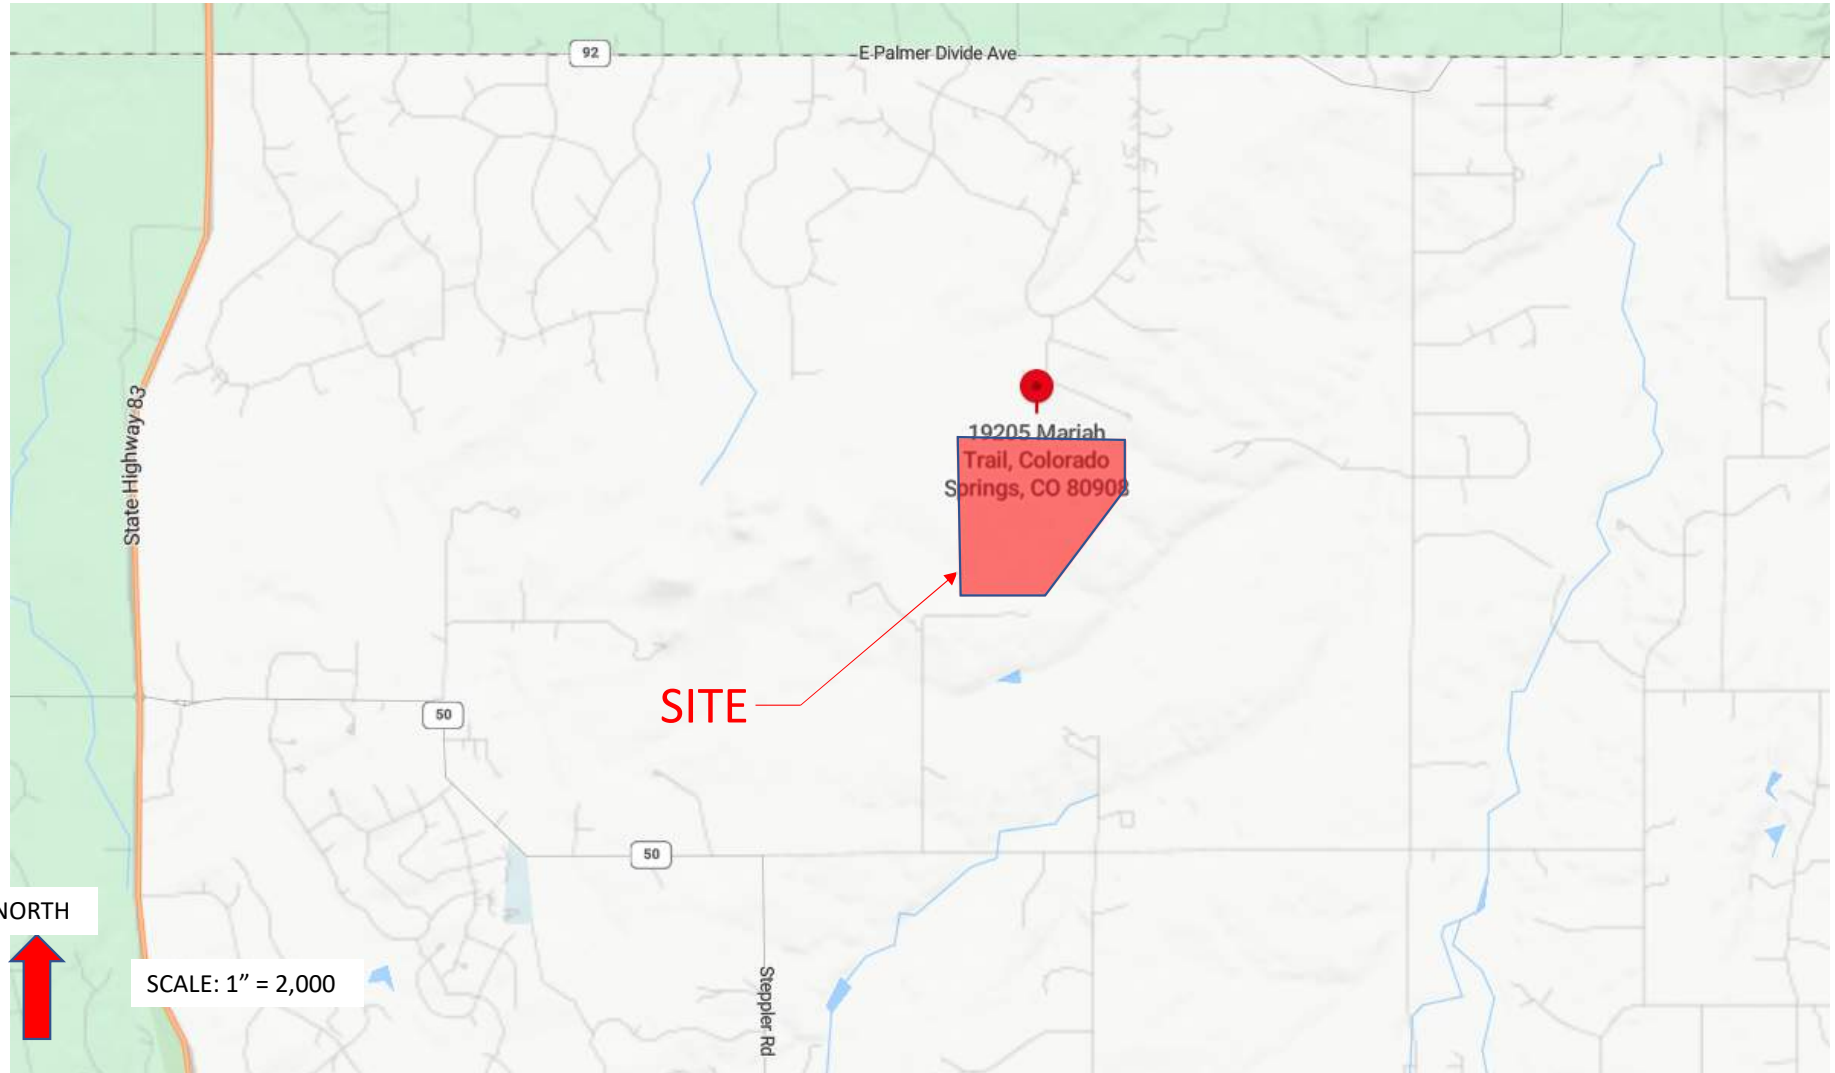 92
E Palmer Divide Ave
State Highway 83
19205 Mariah
Trail, Colorado
Springs, CO 80908
SITE
50
50
NORTH
SCALE: 1” = 2,000
Steppler Rd